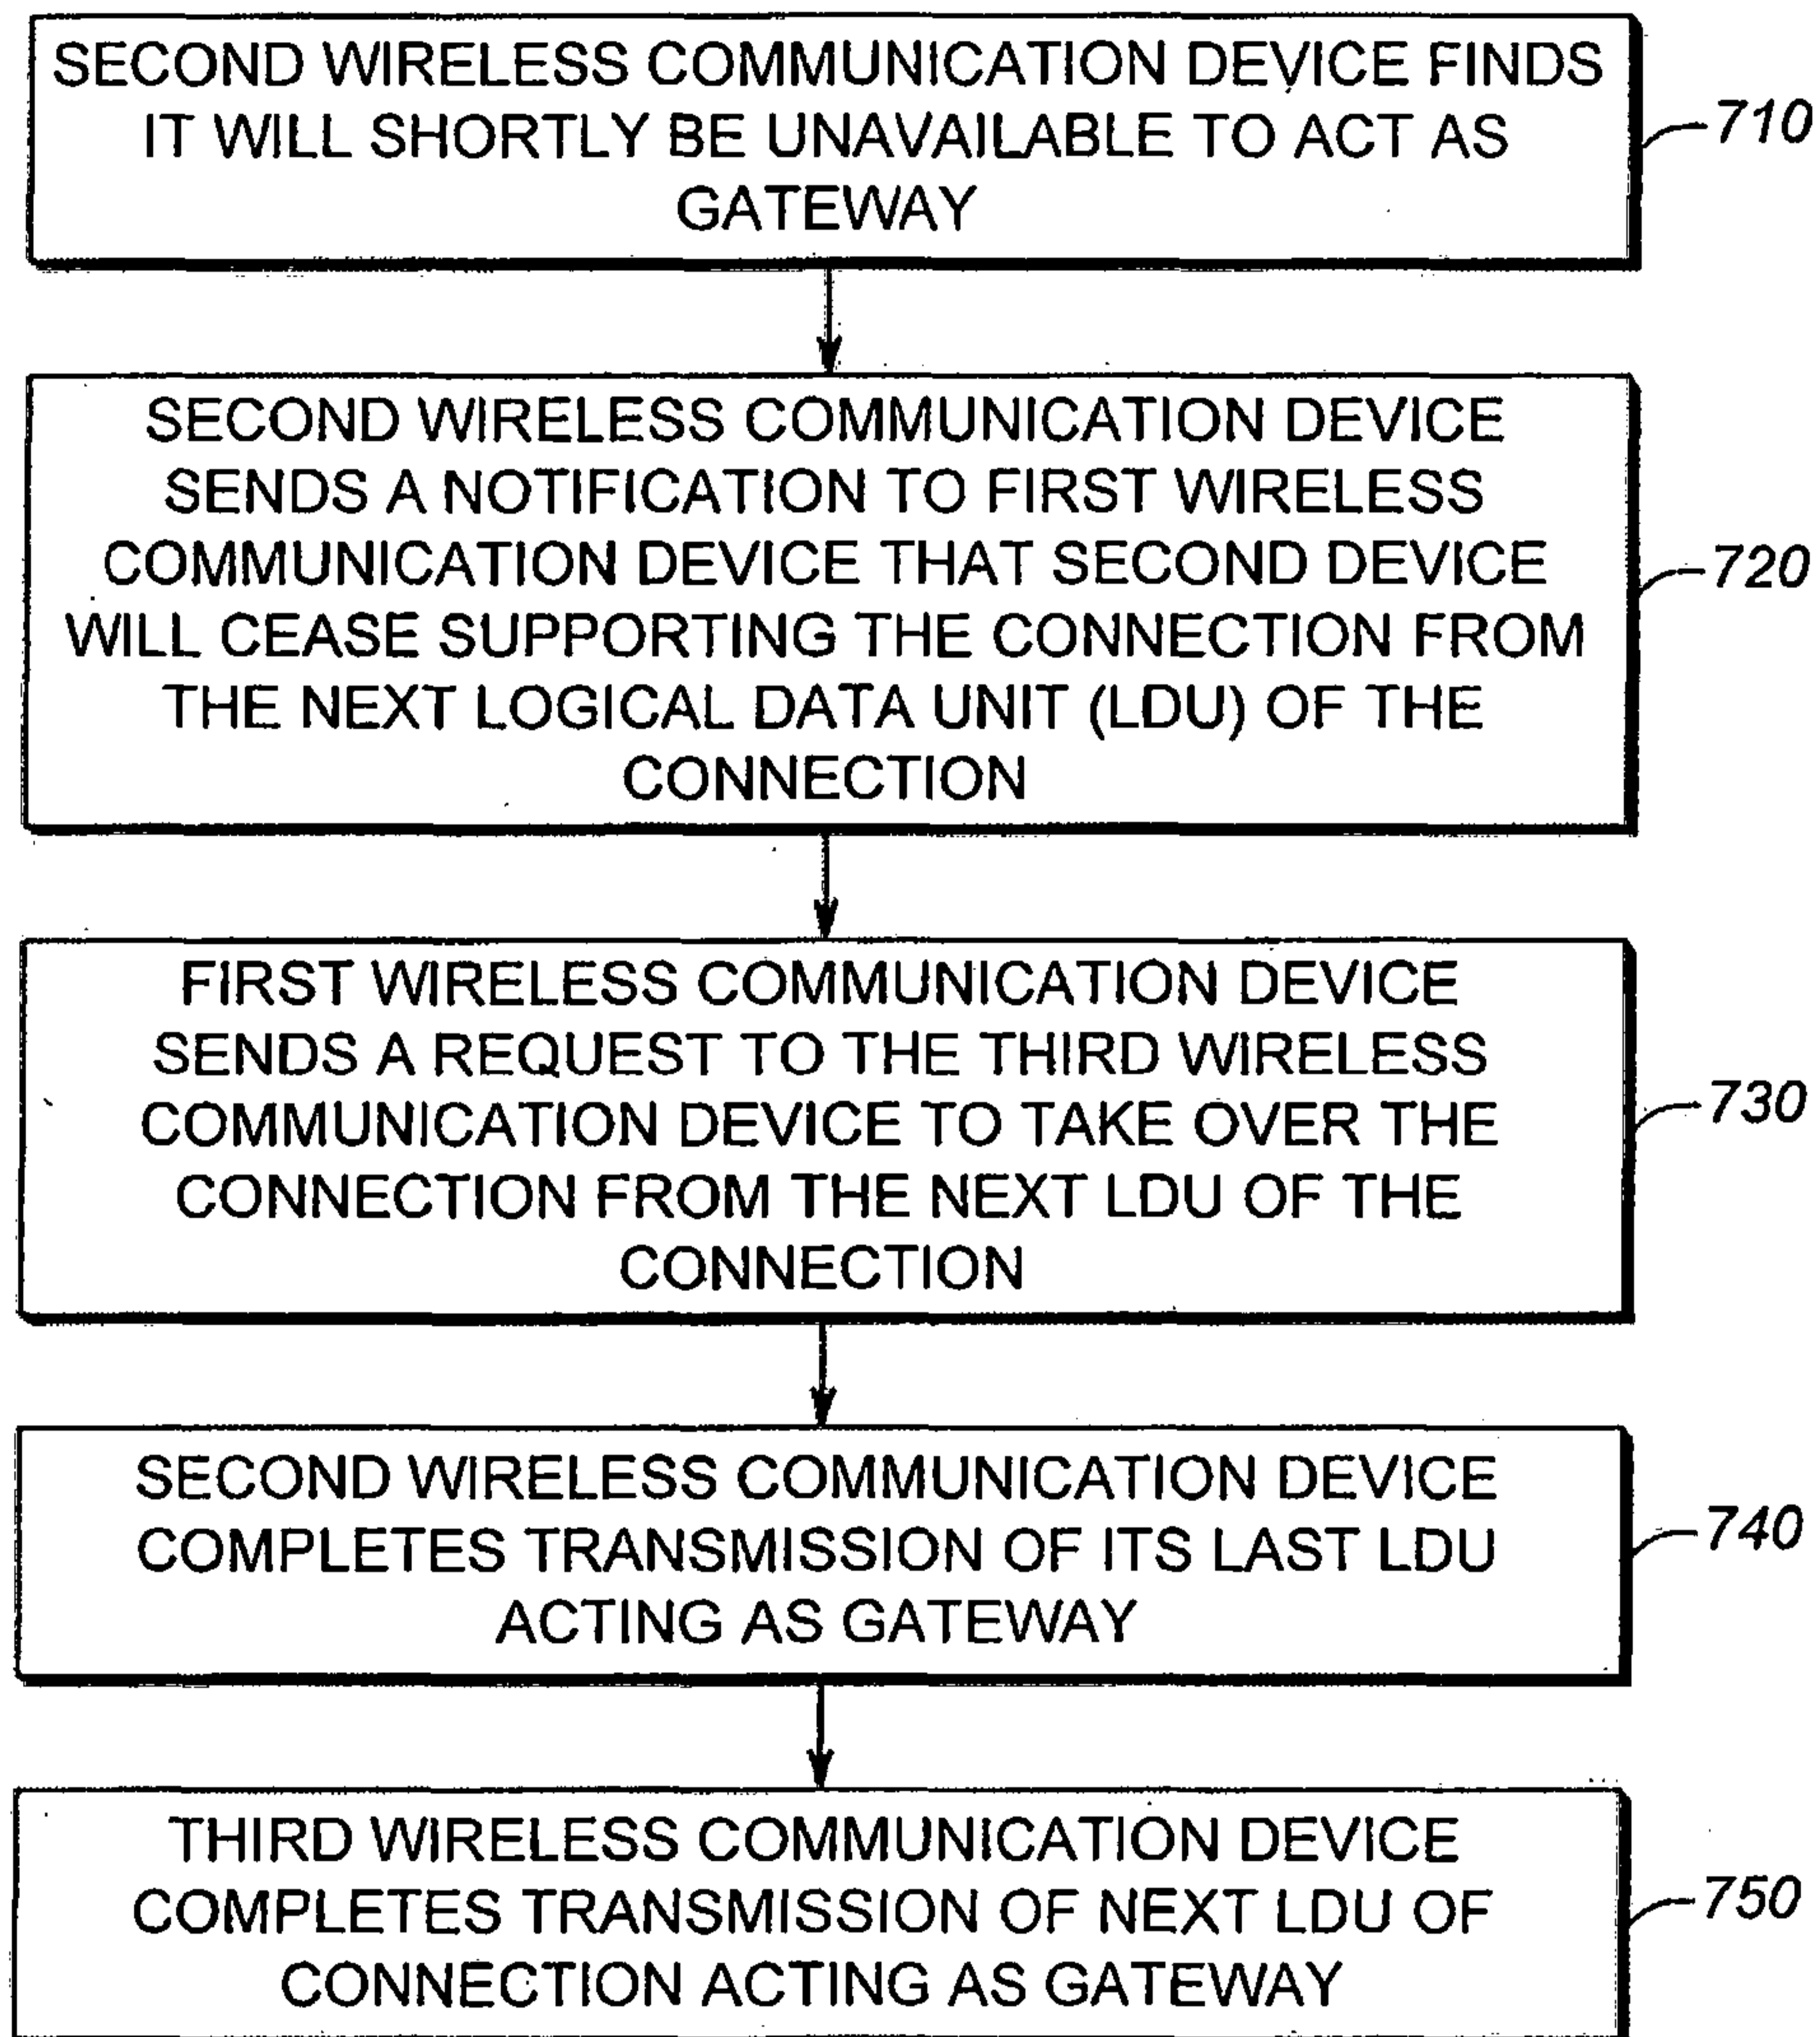 SECOND WIRELESS COMMUNICATION DEVICE FINDS
IT WILL SHORTLY BE UNAVAILABLE TO ACT AS
GATEWAY
710
SECOND WIRELESS COMMUNICATION DEVICE
SENDS A NOTIFICATION TO FIRST WIRELESS
COMMUNICATION DEVICE THAT SECOND DEVICE
WILL CEASE SUPPORTING THE CONNECTION FROM
THE NEXT LOGICAL DATA UNIT (LDU) OF THE
CONNECTION
720
FIRST WIRELESS COMMUNICATION DEVICE
SENDS A REQUEST TO THE THIRD WIRELESS
COMMUNICATION DEVICE TO TAKE OVER THE
CONNECTION FROM THE NEXT LDU OF THE
CONNECTION
730
SECOND WIRELESS COMMUNICATION DEVICE
COMPLETES TRANSMISSION OF ITS LAST LDU
ACTING AS GATEWAY
740
THIRD WIRELESS COMMUNICATION DEVICE
COMPLETES TRANSMISSION OF NEXT LDU OF
CONNECTION ACTING AS GATEWAY
750